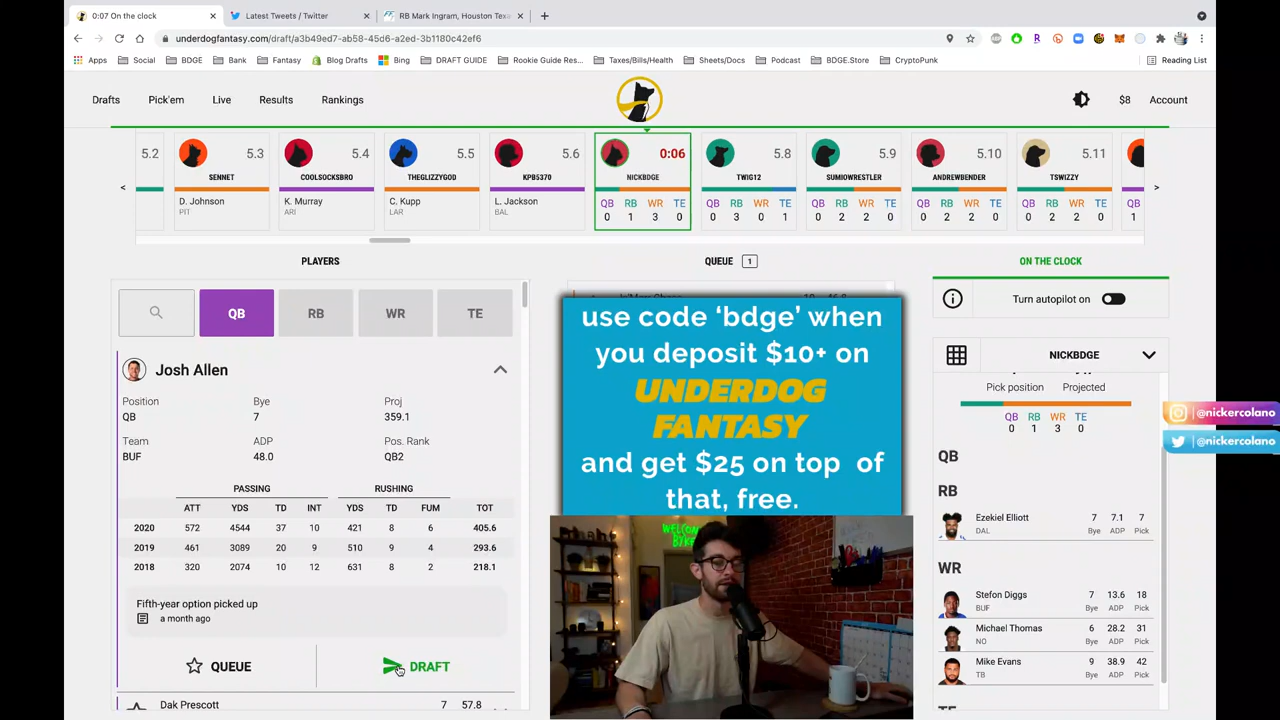 0:07 On the clock
Latest Tweets / Twitter
RB Mark Ingram, Houston Texa
underdogfantasy.com/draft/a3b49ed7-ab58-45d6-a2ed-3b1180c42ef6
Apps Social BDGE Bank Fantasy Blog Drafts Bing DRAFT GUIDE Rookie Guide Res... Taxes/Bills/Health Sheets/Docs Podcast BDGE.Store CryptoPunk Reading List
Drafts Pick'em Live Results Rankings $8 Account
5.2 5.3 5.4 5.5 5.6 0:06 5.8 5.9 5.10 5.11
SENNET COOLSOCKSBRO THEGLIZZYGOD KPB5370 NICKBDGE TWIG12 SUMIOWRESTLER ANDREWBENDER TSWIZZY
D. Johnson K. Murray C. Kupp L. Jackson QB RB WR TE QB RB WR TE QB RB WR TE QB RB WR TE QB RB WR TE QB
PIT ARI LAR BAL 0 1 3 0 0 3 0 1 0 2 2 0 0 2 2 0 0 2 2 0 1
PLAYERS QUEUE 1 ON THE CLOCK
QB RB WR TE
Josh Allen
Position Bye Proj
QB 7 359.1
Team ADP Pos. Rank
BUF 48.0 QB2
PASSING RUSHING
ATT YDS TD INT YDS TD FUM TOT
2020 572 4544 37 10 421 8 6 405.6
2019 461 3089 20 9 510 9 4 293.6
2018 320 2074 10 12 631 8 2 218.1
Fifth-year option picked up
a month ago
QUEUE DRAFT
Dak Prescott 7 57.8
use code 'bdge' when
you deposit $10+ on
UNDERDOG
FANTASY
and get $25 on top of
that, free.
Turn autopilot on
NICKBDGE
Pick position Projected
QB RB WR TE
0 1 3 0
QB
RB
Ezekiel Elliott 7 7.1 7
DAL Bye ADP Pick
WR
Stefon Diggs 7 13.6 18
BUF Bye ADP Pick
Michael Thomas 6 28.2 31
NO Bye ADP Pick
Mike Evans 9 38.9 42
TB Bye ADP Pick
@nickercolano
@nickercolano